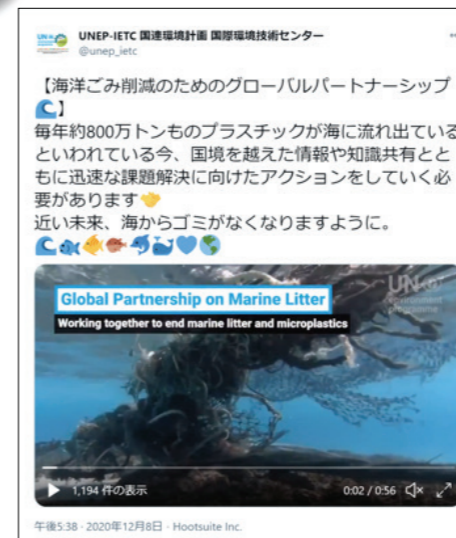 UNEP-IETC 国連環境計画 国際環境技術センター
@unep_ietc
【海洋ごみ削減のためのグローバルパートナーシップ
🌊】
毎年約800万トンものプラスチックが海に流れ出ている
といわれている今、国境を越えた情報や知識共有とと
もに迅速な課題解決に向けたアクションをしていく必
要があります🤝
近い未来、海からゴミがなくなりますように。
🌊🐟🐠🐡🐬🐳💙🌎
UN
Global Partnership on Marine Litter
Working together to end marine litter and microplastics
1,194 件の表示
0:02 / 0:56
午後5:38 · 2020年12月8日 · Hootsuite Inc.